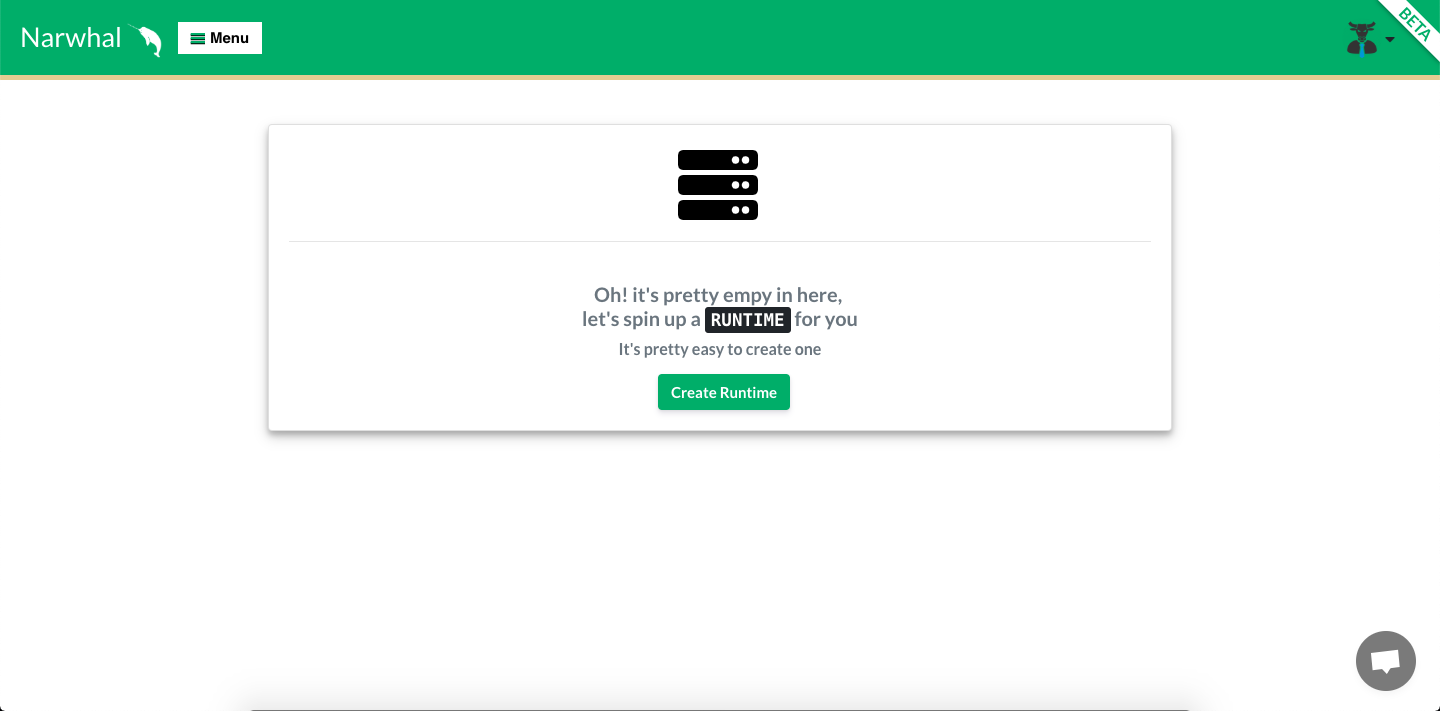 Narwhal
Menu
BETA
Oh! it's pretty empy in here,
let's spin up a RUNTIME for you
It's pretty easy to create one
Create Runtime